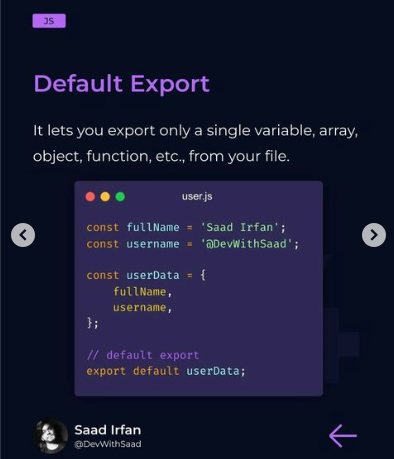 JS
Default Export
It lets you export only a single variable, array,
object, function, etc., from your file.
user.js
const fullName = 'Saad Irfan';
const username = '@DevWithSaad';
const userData = {
fullName,
username,
};
// default export
export default userData;
Saad Irfan
@DevWithSaad